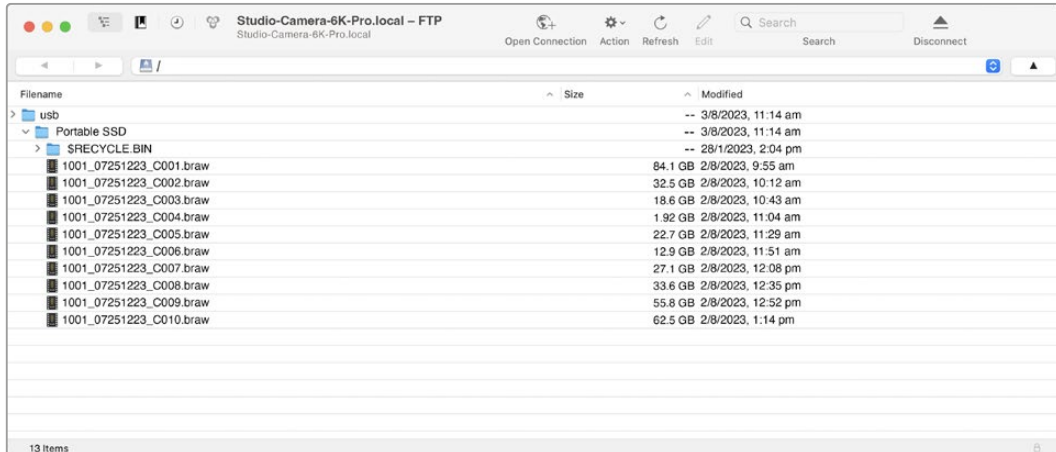 Studio-Camera-6K-Pro.local – FTP
Studio-Camera-6K-Pro.local
Open Connection Action Refresh Edit Search Search Disconnect
/
Filename Size Modified
usb -- 3/8/2023, 11:14 am
Portable SSD -- 3/8/2023, 11:14 am
$RECYCLE.BIN -- 28/1/2023, 2:04 pm
1001_07251223_C001.braw 84.1 GB 2/8/2023, 9:55 am
1001_07251223_C002.braw 32.5 GB 2/8/2023, 10:12 am
1001_07251223_C003.braw 18.6 GB 2/8/2023, 10:43 am
1001_07251223_C004.braw 1.92 GB 2/8/2023, 11:04 am
1001_07251223_C005.braw 22.7 GB 2/8/2023, 11:29 am
1001_07251223_C006.braw 12.9 GB 2/8/2023, 11:51 am
1001_07251223_C007.braw 27.1 GB 2/8/2023, 12:08 pm
1001_07251223_C008.braw 33.6 GB 2/8/2023, 12:35 pm
1001_07251223_C009.braw 55.8 GB 2/8/2023, 12:52 pm
1001_07251223_C010.braw 62.5 GB 2/8/2023, 1:14 pm
13 Items